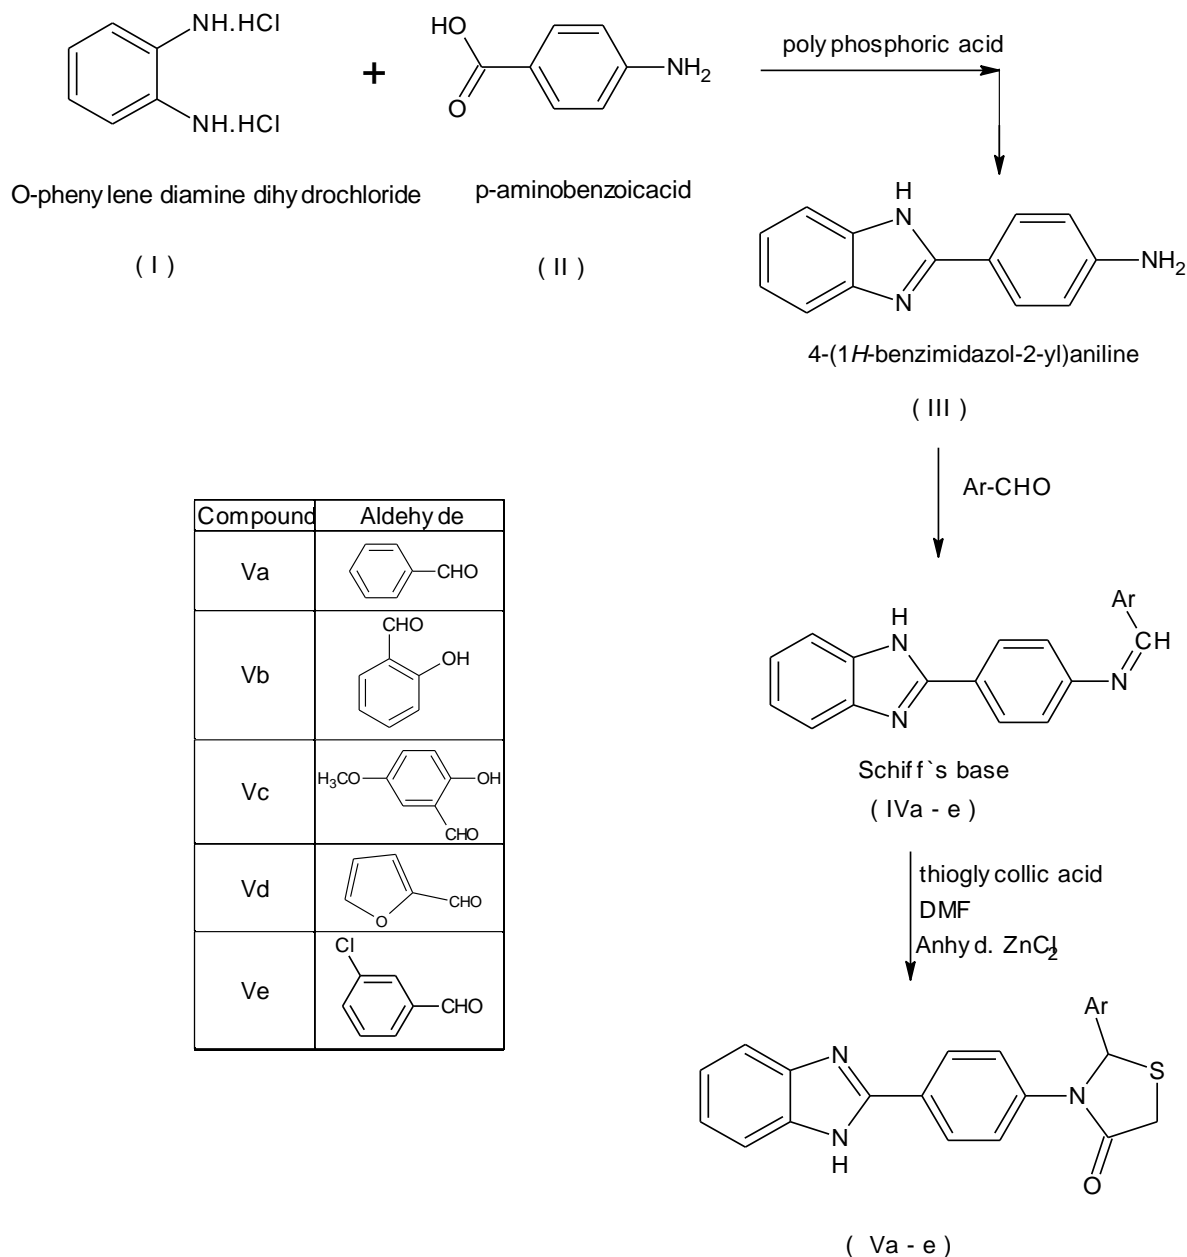 NH.HCl
NH.HCl
+
HO
O
NH2
poly phosphoric acid
O-pheny lene diamine dihy drochloride
p-aminobenzoicacid
( I )
( II )
H
N
N
NH2
4-(1H-benzimidazol-2-yl)aniline
( III )
Ar-CHO
Compound Aldehy de
Va CHO
Vb CHO OH
Vc H3CO OH CHO
Vd O CHO
Ve Cl CHO
Ar
H
N
N
N
CH
Schif f`s base
( IVa - e )
thiogly collic acid
DMF
Anhy d. ZnCl2
Ar
N
N
H
N
S
O
( Va - e )